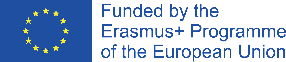 Funded by the
Erasmus+ Programme
of the European Union